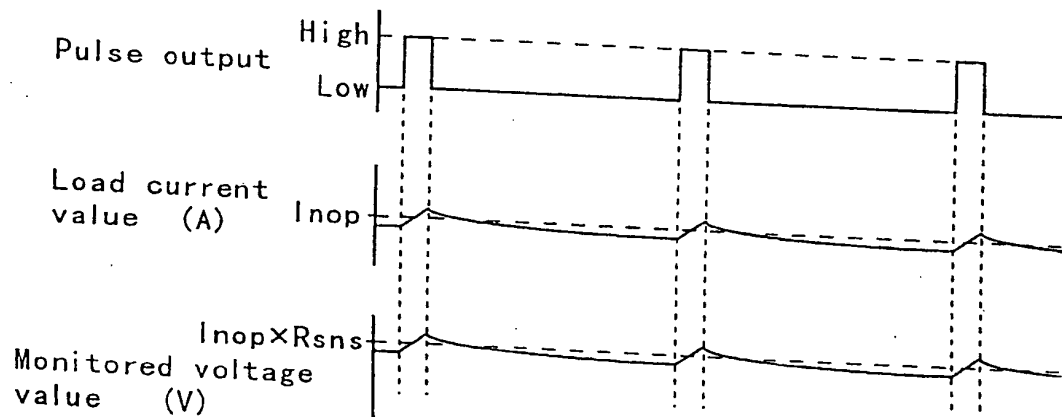 High
Pulse output
Low
Load current
value (A)
Inop
Inop×Rsns
Monitored voltage
value (V)